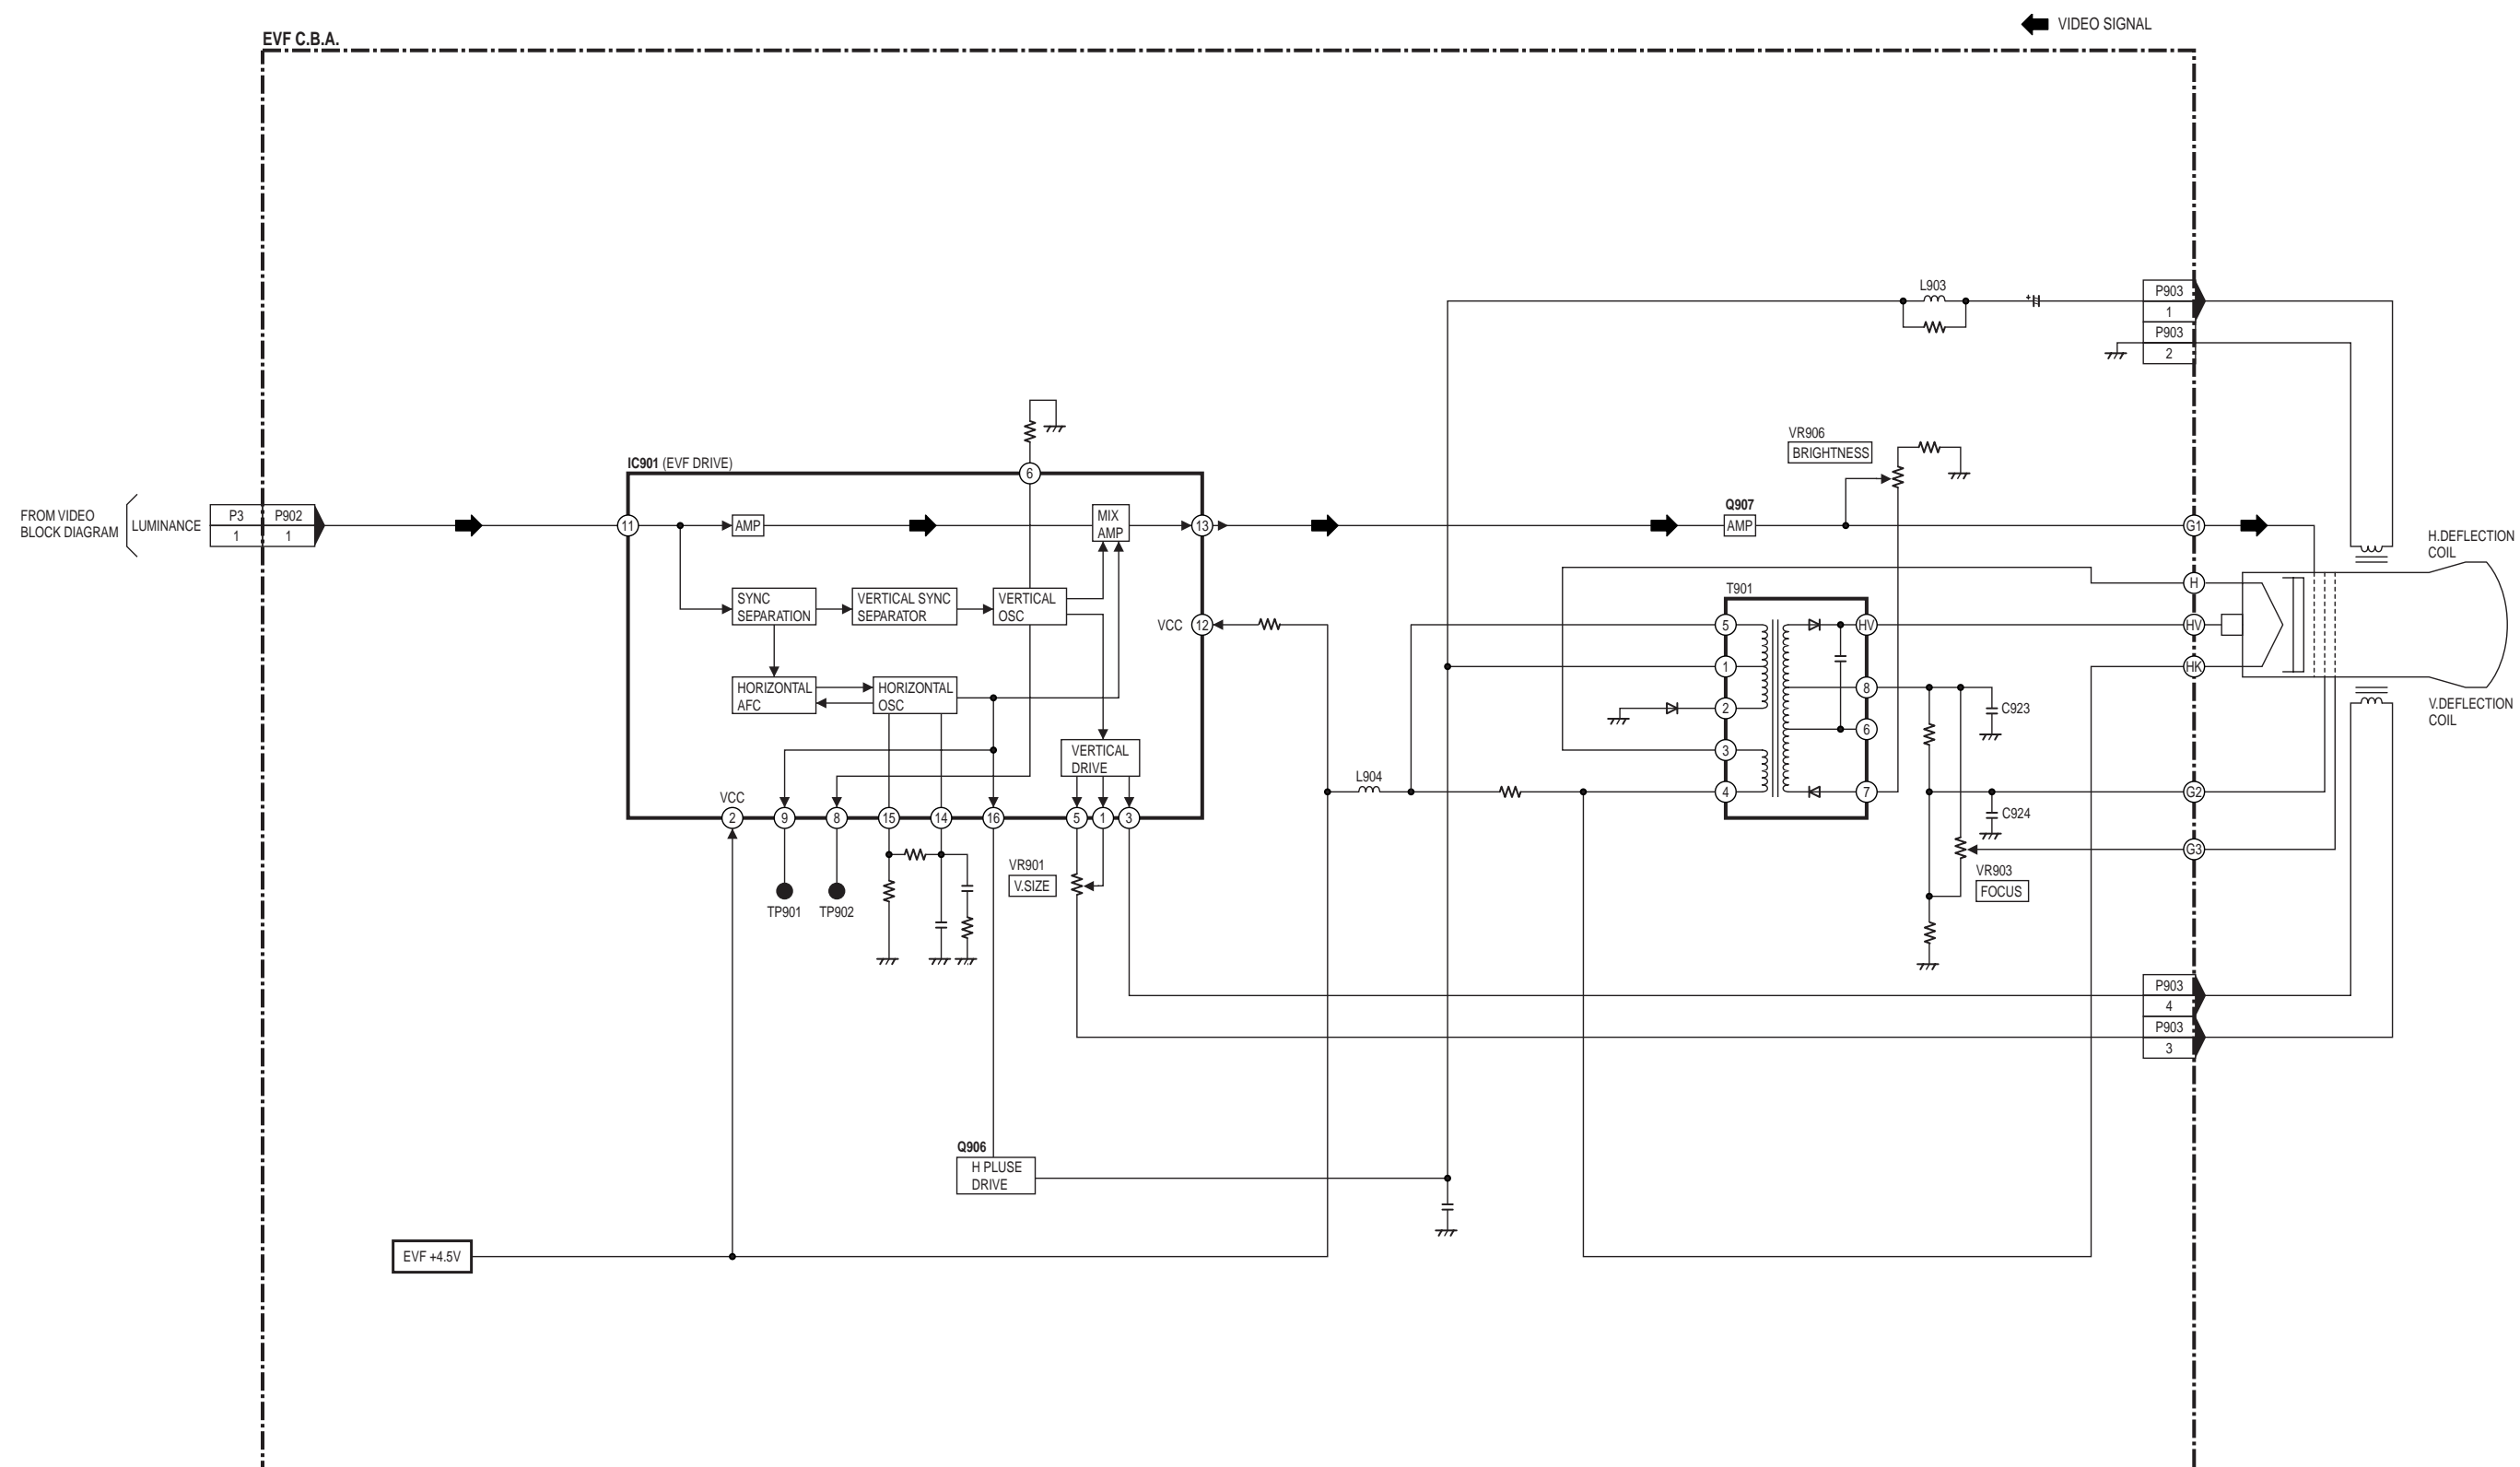 VIDEO SIGNAL
EVF C.B.A.
L903
P903
1
P903
2
VR906
BRIGHTNESS
IC901 (EVF DRIVE)
6
FROM VIDEO
BLOCK DIAGRAM
LUMINANCE
P3
1
P902
1
11
AMP
MIX
AMP
13
Q907
AMP
G1
H.DEFLECTION
COIL
H
SYNC
SEPARATION
VERTICAL SYNC
SEPARATOR
VERTICAL
OSC
VCC
12
T901
5
1
2
3
4
HV
8
6
7
HV
HK
HORIZONTAL
AFC
HORIZONTAL
OSC
C923
V.DEFLECTION
COIL
VERTICAL
DRIVE
L904
VCC
2
9
8
15
14
16
5
1
3
G2
C924
G3
VR901
V.SIZE
VR903
FOCUS
TP901
TP902
P903
4
P903
3
Q906
H PLUSE
DRIVE
EVF +4.5V